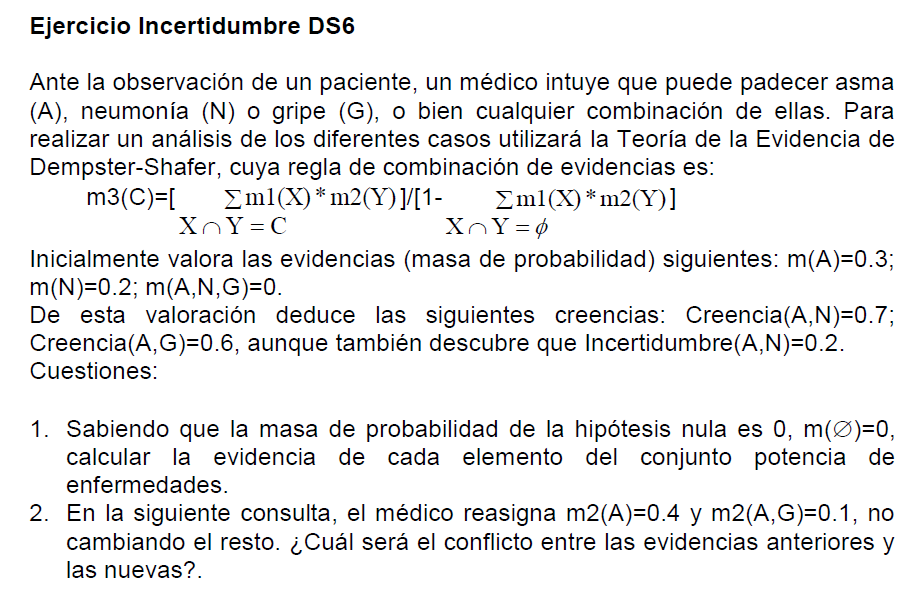 Ejercicio Incertidumbre DS6
Ante la observación de un paciente, un médico intuye que puede padecer asma
(A), neumonía (N) o gripe (G), o bien cualquier combinación de ellas. Para
realizar un análisis de los diferentes casos utilizará la Teoría de la Evidencia de
Dempster-Shafer, cuya regla de combinación de evidencias es:
m3(C)=[ ∑m1(X)*m2(Y)]/[1- ∑m1(X)*m2(Y)]
X∩Y=C X∩Y=ϕ
Inicialmente valora las evidencias (masa de probabilidad) siguientes: m(A)=0.3;
m(N)=0.2; m(A,N,G)=0.
De esta valoración deduce las siguientes creencias: Creencia(A,N)=0.7;
Creencia(A,G)=0.6, aunque también descubre que Incertidumbre(A,N)=0.2.
Cuestiones:
1. Sabiendo que la masa de probabilidad de la hipótesis nula es 0, m(∅)=0,
calcular la evidencia de cada elemento del conjunto potencia de
enfermedades.
2. En la siguiente consulta, el médico reasigna m2(A)=0.4 y m2(A,G)=0.1, no
cambiando el resto. ¿Cuál será el conflicto entre las evidencias anteriores y
las nuevas?.